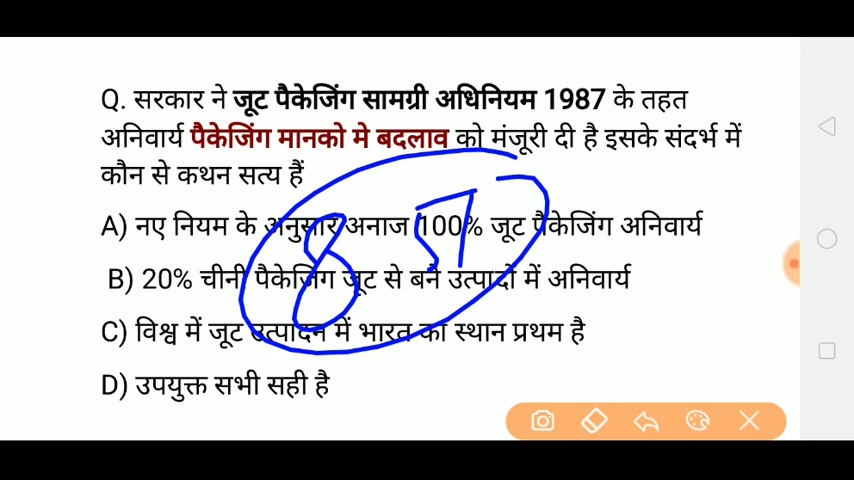 Q. सरकार ने जूट पैकेजिंग सामग्री अधिनियम 1987 के तहत
अनिवार्य पैकेजिंग मानको मे बदलाव को मंजूरी दी है इसके संदर्भ में
कौन से कथन सत्य हैं
A) नए नियम के अनुसार अनाज 100% जूट पैकेजिंग अनिवार्य
B) 20% चीनी पैकेजिंग जूट से बने उत्पादों में अनिवार्य
C) विश्व में जूट उत्पादन में भारत का स्थान प्रथम है
D) उपयुक्त सभी सही है